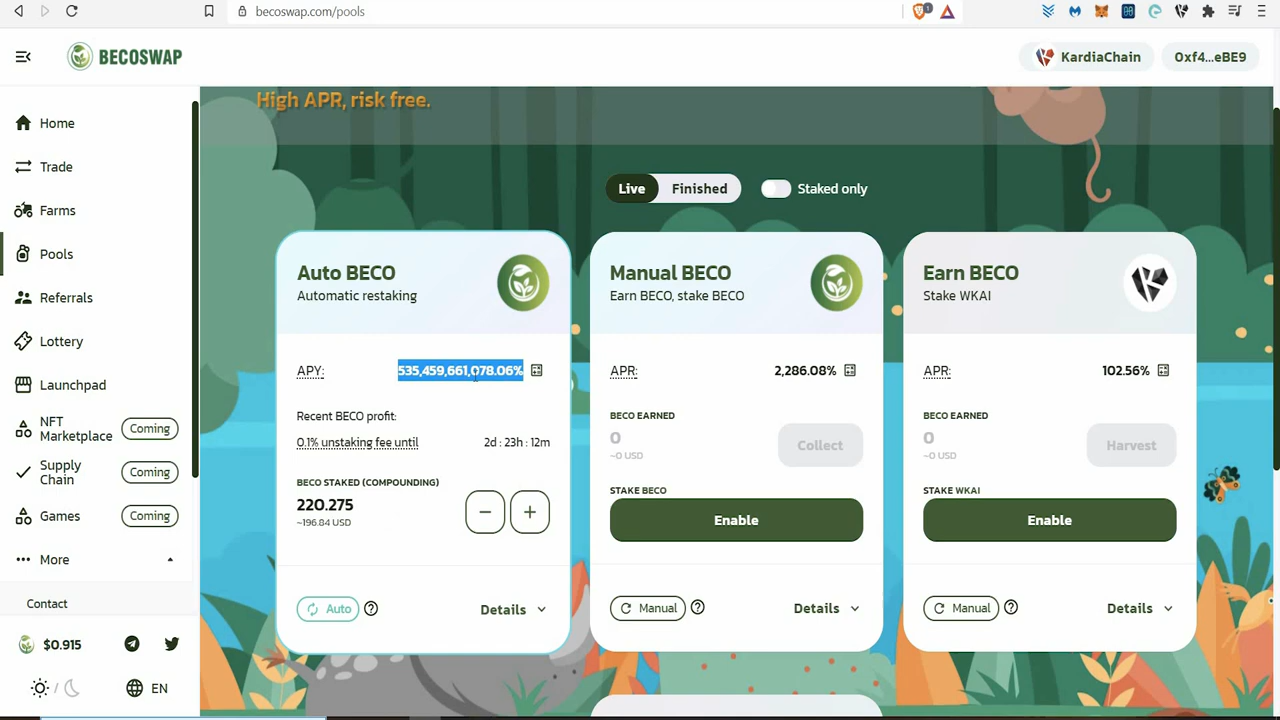 becoswap.com/pools
1
BECOSWAP
KardiaChain
0xf4...eBE9
Home
Trade
Farms
Pools
Referrals
Lottery
Launchpad
NFT
Marketplace
Coming
Supply
Chain
Coming
Games
Coming
More
Contact
$0.915
/
EN
High APR, risk free.
Live
Finished
Staked only
Auto BECO
Automatic restaking
APY:
535,459,661,078.06%
Recent BECO profit:
0.1% unstaking fee until
2d : 23h : 12m
BECO STAKED (COMPOUNDING)
220.275
~196.84 USD
Auto
Details
Manual BECO
Earn BECO, stake BECO
APR:
2,286.08%
BECO EARNED
0
~0 USD
Collect
STAKE BECO
Enable
Manual
Details
Earn BECO
Stake WKAI
APR:
102.56%
BECO EARNED
0
~0 USD
Harvest
STAKE WKAI
Enable
Manual
Details